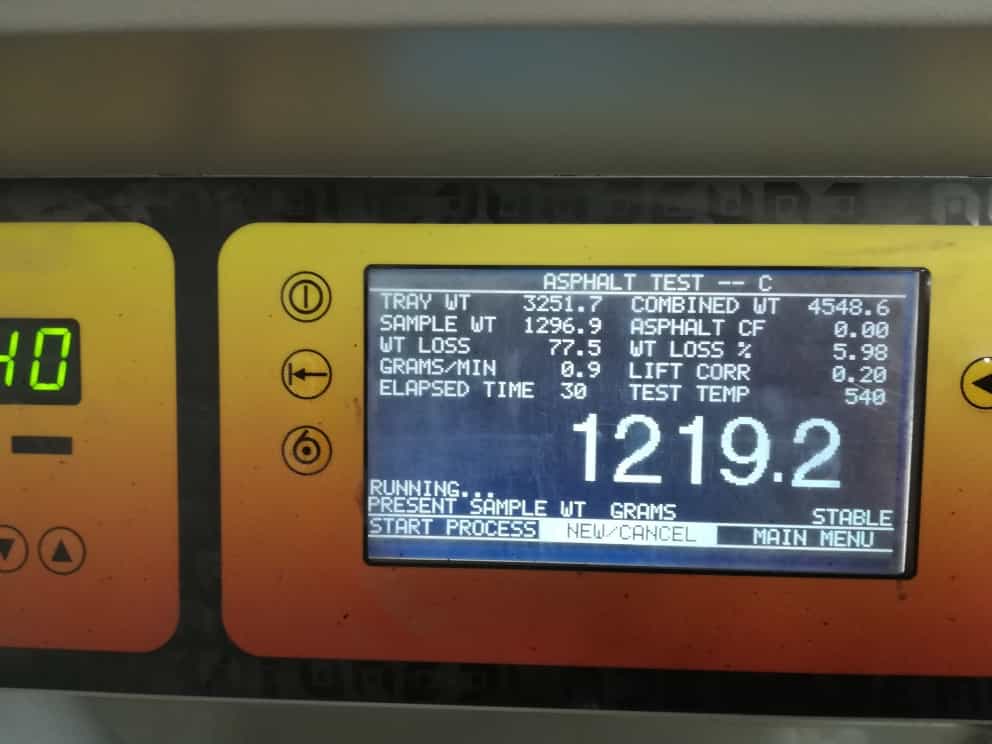 ASPHALT TEST -- C
TRAY WT 3251.7 COMBINED WT 4548.6
SAMPLE WT 1296.9 ASPHALT CF 0.00
WT LOSS 77.5 WT LOSS % 5.98
GRAMS/MIN 0.9 LIFT CORR 0.20
ELAPSED TIME 30 TEST TEMP 540
1219.2
RUNNING...
PRESENT SAMPLE WT GRAMS STABLE
START PROCESS NEW/CANCEL MAIN MENU